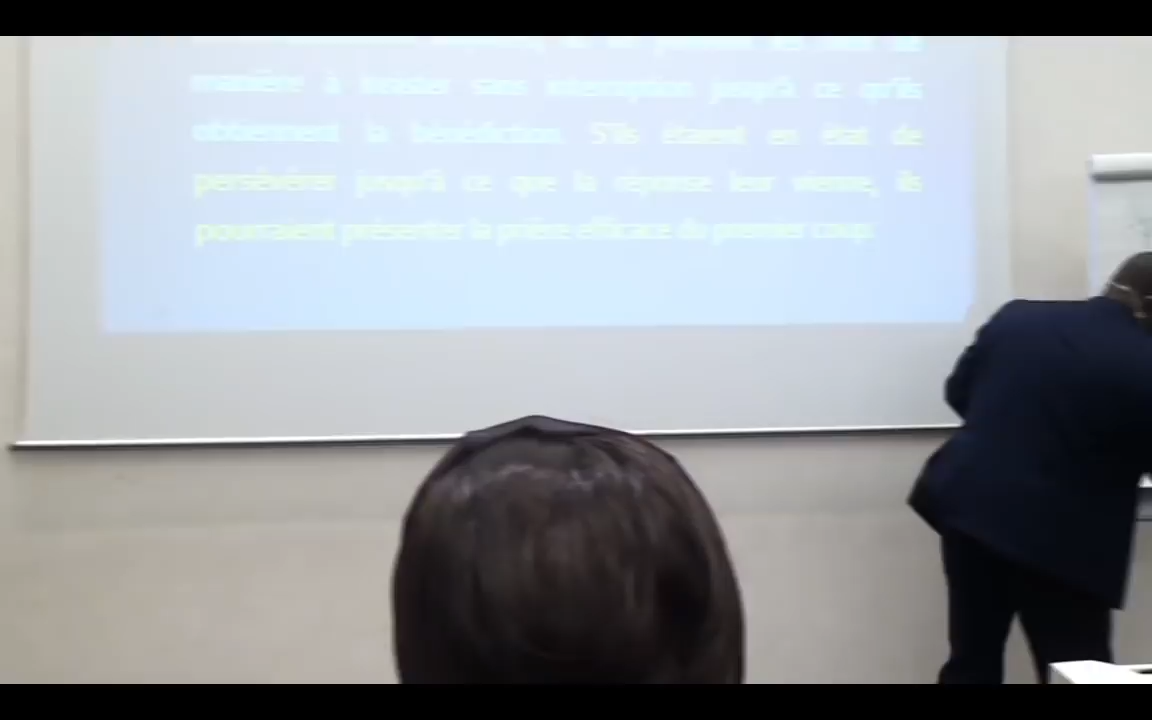 manière à insister sans interruption jusqu'à ce qu'ils
obtiennent la bénédiction. S'ils étaient en état de
persévérer jusqu'à ce que la réponse leur vienne, ils
pourraient présenter la prière efficace du premier coup.